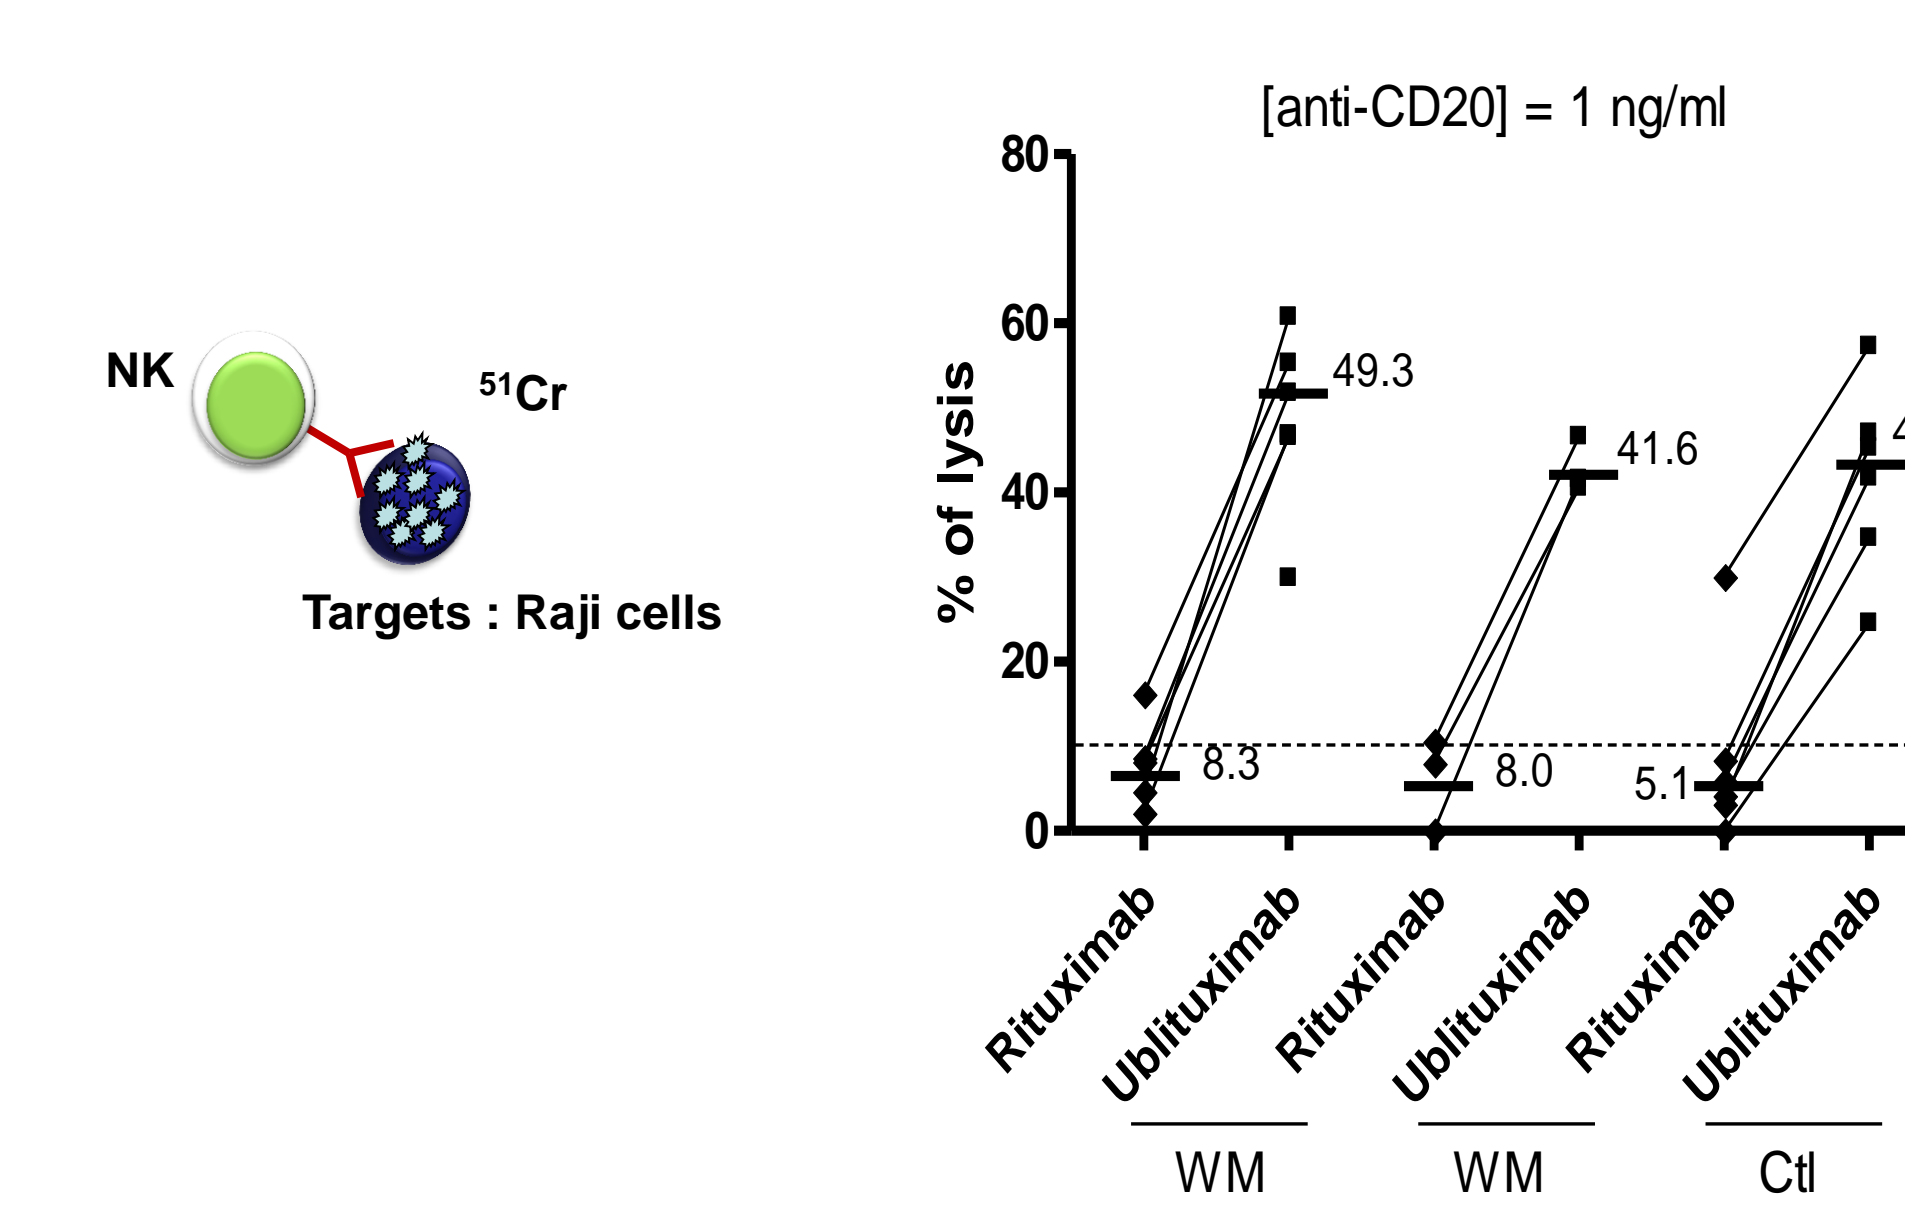 [anti-CD20] = 1 ng/ml
80
60
40
20
0
% of lysis
NK
51Cr
Targets : Raji cells
49.3
41.6
4
8.3
8.0
5.1
Rituximab
Ublituximab
Rituximab
Ublituximab
Rituximab
Ublituximab
WM
WM
Ctl